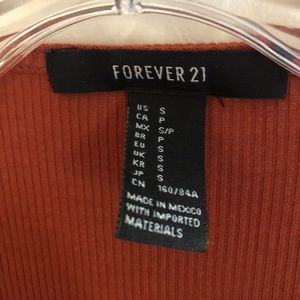 FOREVER 21
US S
CA P
MX S/P
BR P
EU S
UK S
KR S
JP S
CN 160/84A
MADE IN MEXICO
WITH IMPORTED
MATERIALS